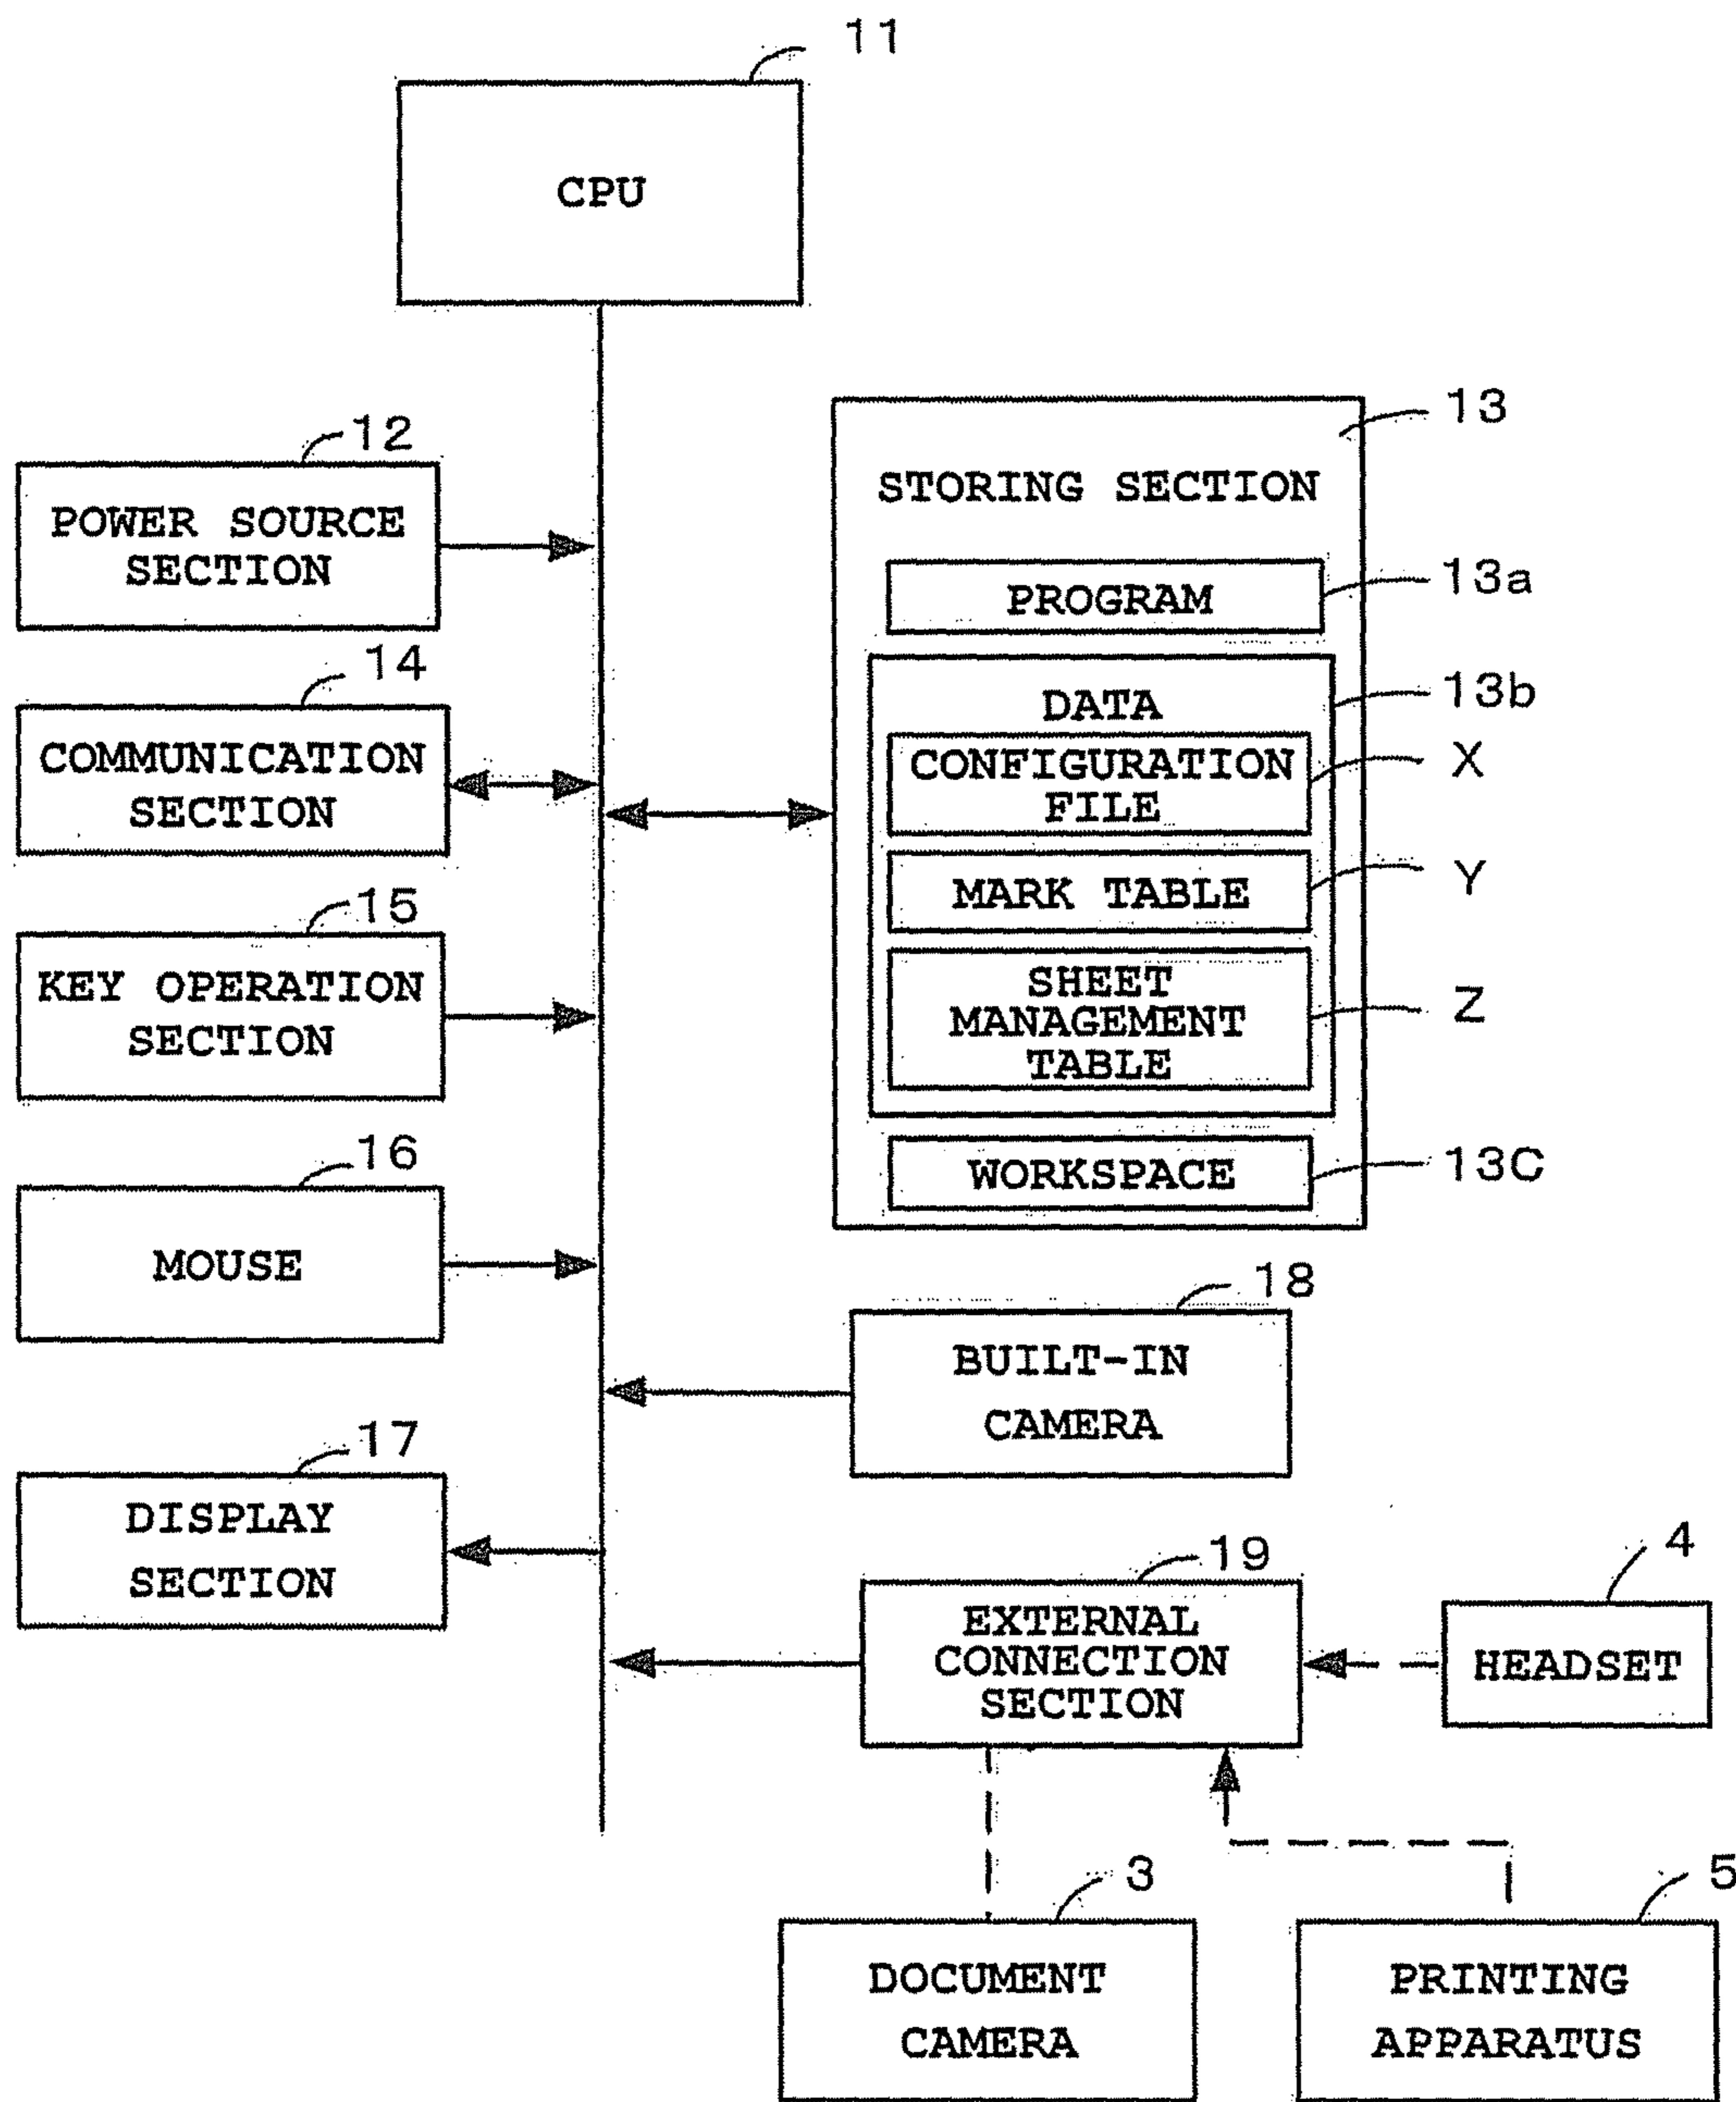 11
CPU
12
POWER SOURCE
SECTION
13
STORING SECTION
13a
PROGRAM
13b
DATA
X
CONFIGURATION
FILE
Y
MARK TABLE
Z
SHEET
MANAGEMENT
TABLE
13C
WORKSPACE
14
COMMUNICATION
SECTION
15
KEY OPERATION
SECTION
16
MOUSE
17
DISPLAY
SECTION
18
BUILT-IN
CAMERA
19
EXTERNAL
CONNECTION
SECTION
4
HEADSET
3
DOCUMENT
CAMERA
5
PRINTING
APPARATUS